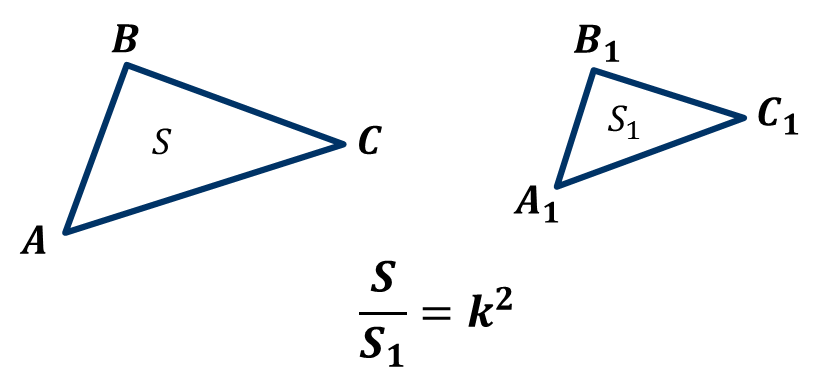 B
B₁
S
S₁
C
C₁
A
A₁
S/S₁ = k²